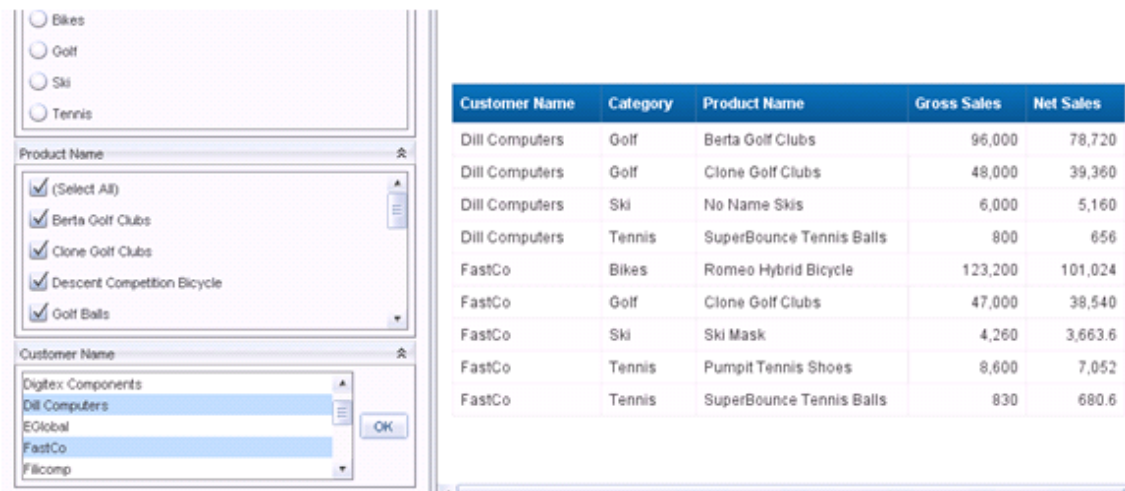 Bikes
Golf
Ski
Tennis
Product Name
(Select All)
Berta Golf Clubs
Clone Golf Clubs
Descent Competition Bicycle
Golf Balls
Customer Name
Digitex Components
Dill Computers
EGlobal
FastCo
Filicomp
OK
Customer Name Category Product Name Gross Sales Net Sales
Dill Computers Golf Berta Golf Clubs 96,000 78,720
Dill Computers Golf Clone Golf Clubs 48,000 39,360
Dill Computers Ski No Name Skis 6,000 5,160
Dill Computers Tennis SuperBounce Tennis Balls 800 656
FastCo Bikes Romeo Hybrid Bicycle 123,200 101,024
FastCo Golf Clone Golf Clubs 47,000 38,540
FastCo Ski Ski Mask 4,260 3,663.6
FastCo Tennis Pumpit Tennis Shoes 8,600 7,052
FastCo Tennis SuperBounce Tennis Balls 830 680.6